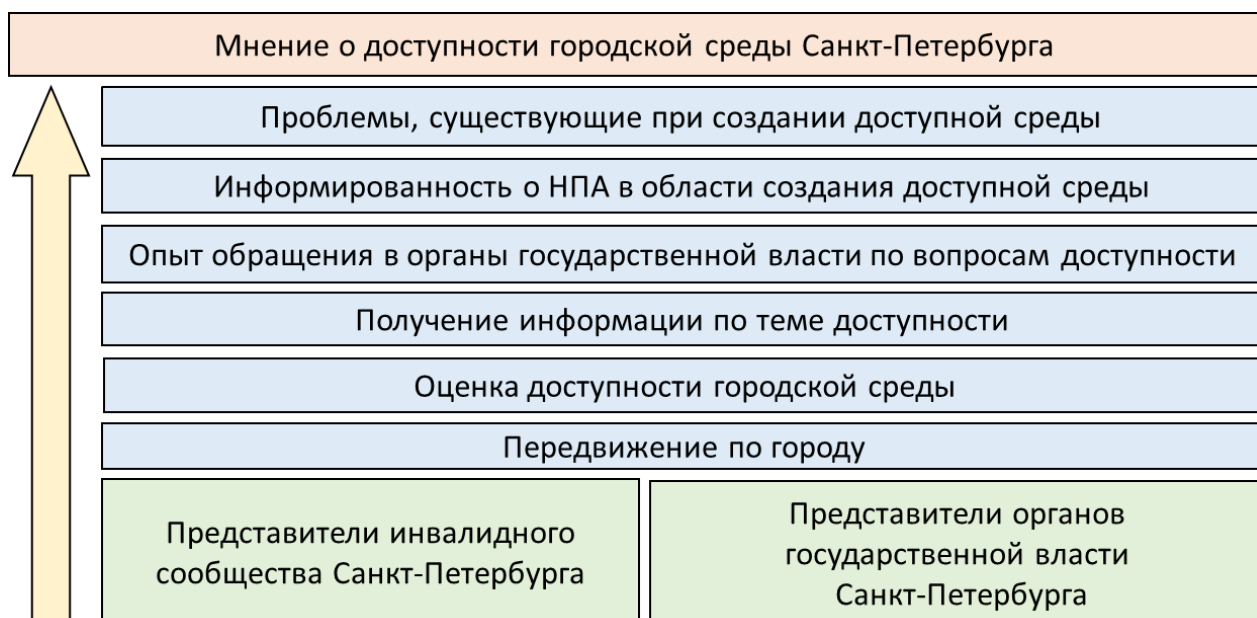 Мнение о доступности городской среды Санкт-Петербурга
Проблемы, существующие при создании доступной среды
Информированность о НПА в области создания доступной среды
Опыт обращения в органы государственной власти по вопросам доступности
Получение информации по теме доступности
Оценка доступности городской среды
Передвижение по городу
Представители инвалидного
сообщества Санкт-Петербурга
Представители органов
государственной власти
Санкт-Петербурга